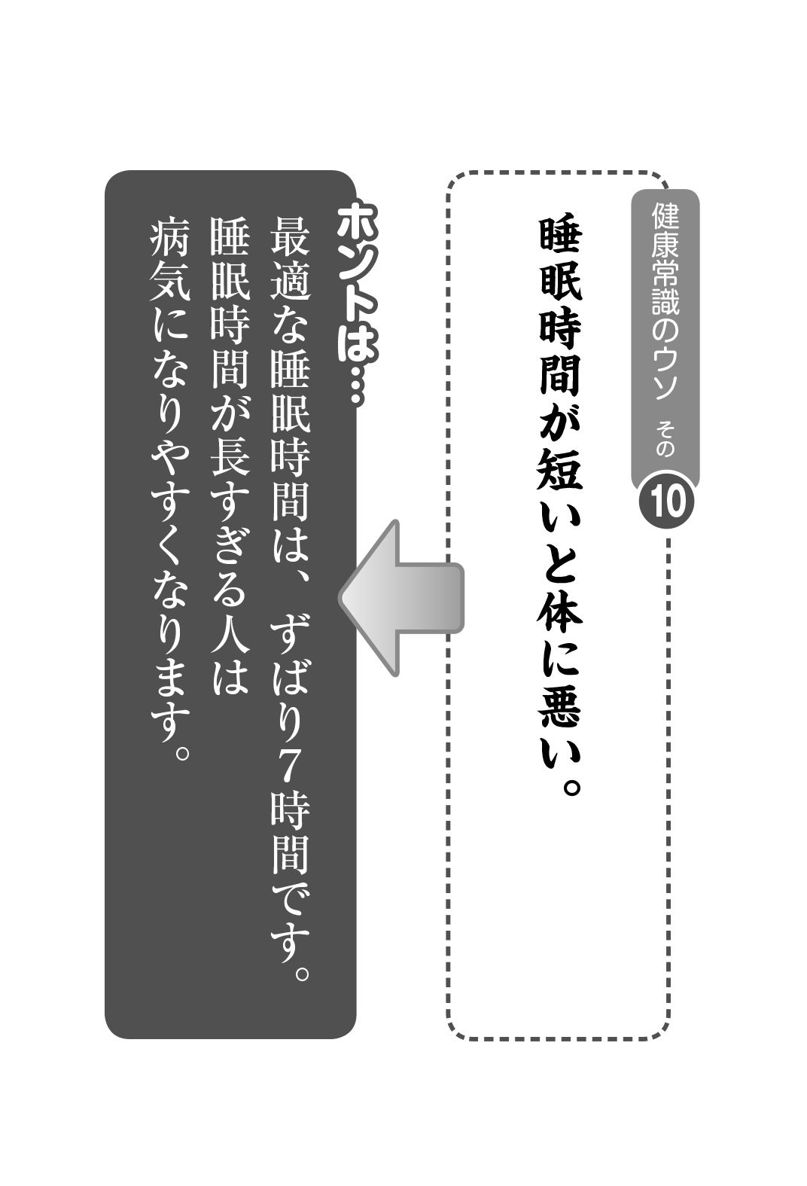 健康常識のウソ その10
睡眠時間が短いと体に悪い。
ホントは…
最適な睡眠時間は、ずばり7時間です。
睡眠時間が長すぎる人は
病気になりやすくなります。